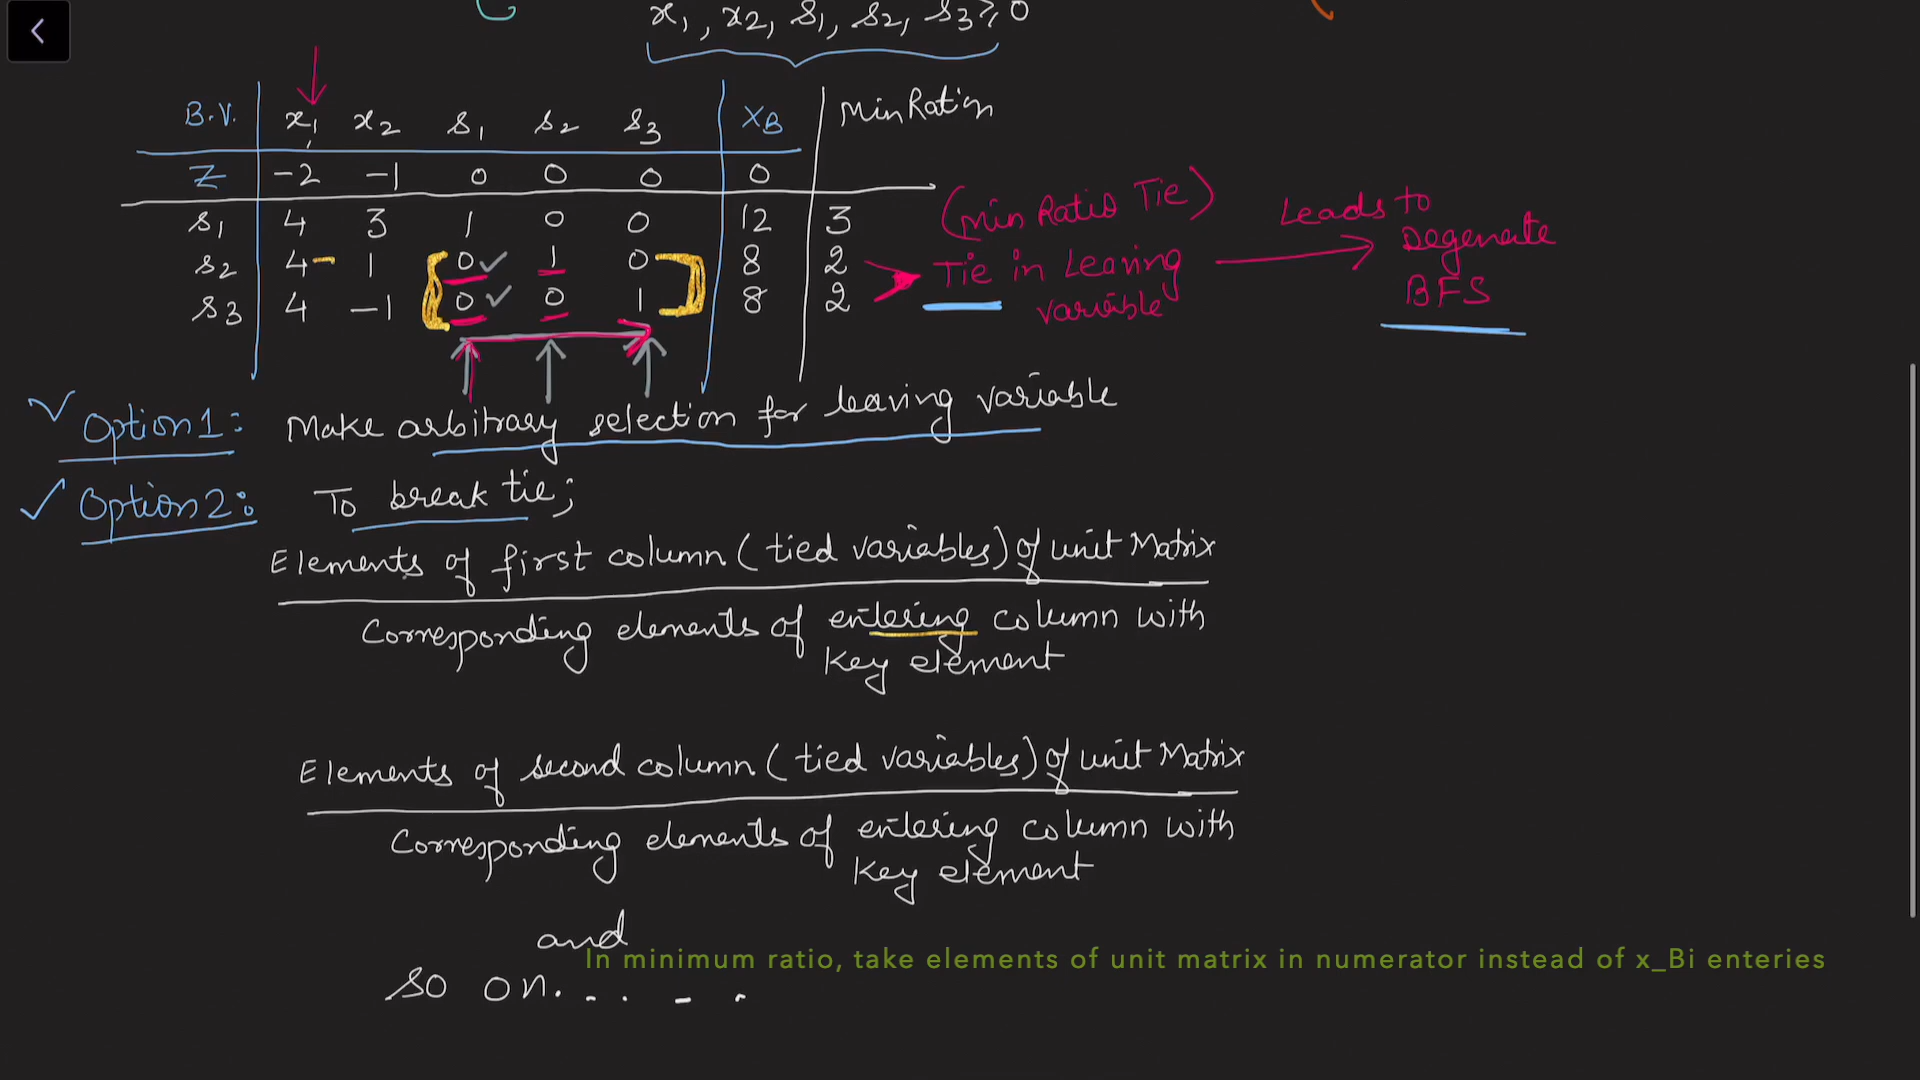 x₁, x₂, s₁, s₂, s₃ ≥ 0
B.V. x₁ x₂ s₁ s₂ s₃ XB Min Ration
Z -2 -1 0 0 0 0
s₁ 4 3 1 0 0 12 3
s₂ 4 1 0 1 0 8 2
s₃ 4 -1 0 0 1 8 2
(Min Ratio Tie)
Tie in Leaving
variable
Leads to
Degenate
BFS
Option 1: Make arbitrary selection for leaving variable
Option 2: To break tie;
Elements of first column (tied variables) of unit Matrix
Corresponding elements of entering column with
Key element
Elements of second column (tied variables) of unit Matrix
Corresponding elements of entering column with
Key element
and
In minimum ratio, take elements of unit matrix in numerator instead of x_Bi enteries
so on. . . - .